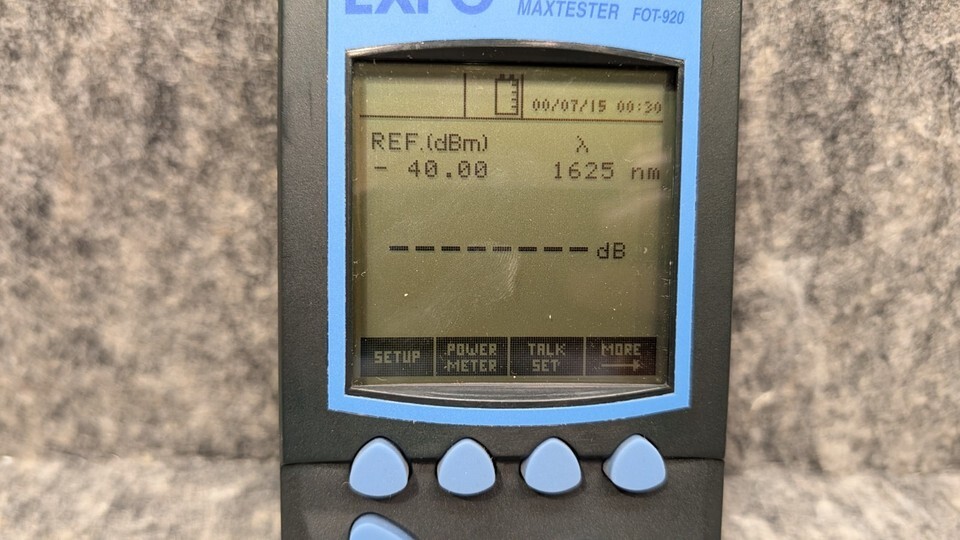 EXFO
MAXTESTER FOT-920
00/07/15 00:30
REF.(dBm) λ
- 40.00 1625 nm
-------- dB
SETUP POWER METER TALK SET MORE